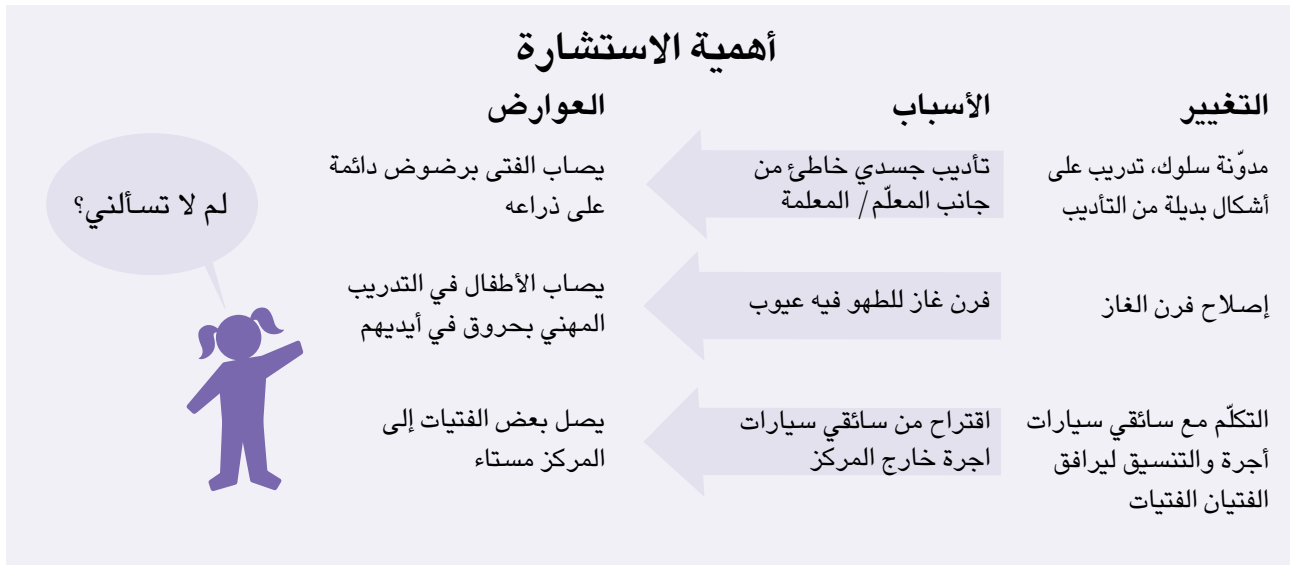 أهمية الاستشارة
التغيير
الأسباب
العوارض
مدوّنة سلوك، تدريب على
أشكال بديلة من التأديب
تأديب جسدي خاطئ من
جانب المعلّم/ المعلمة
يصاب الفتى برضوض دائمة
على ذراعه
لم لا تسألني؟
إصلاح فرن الغاز
فرن غاز للطهو فيه عيوب
يصاب الأطفال في التدريب
المهني بحروق في أيديهم
التكلّم مع سائقي سيارات
أجرة والتنسيق ليرافق
الفتيان الفتيات
اقتراح من سائقي سيارات
اجرة خارج المركز
يصل بعض الفتيات إلى
المركز مستاء